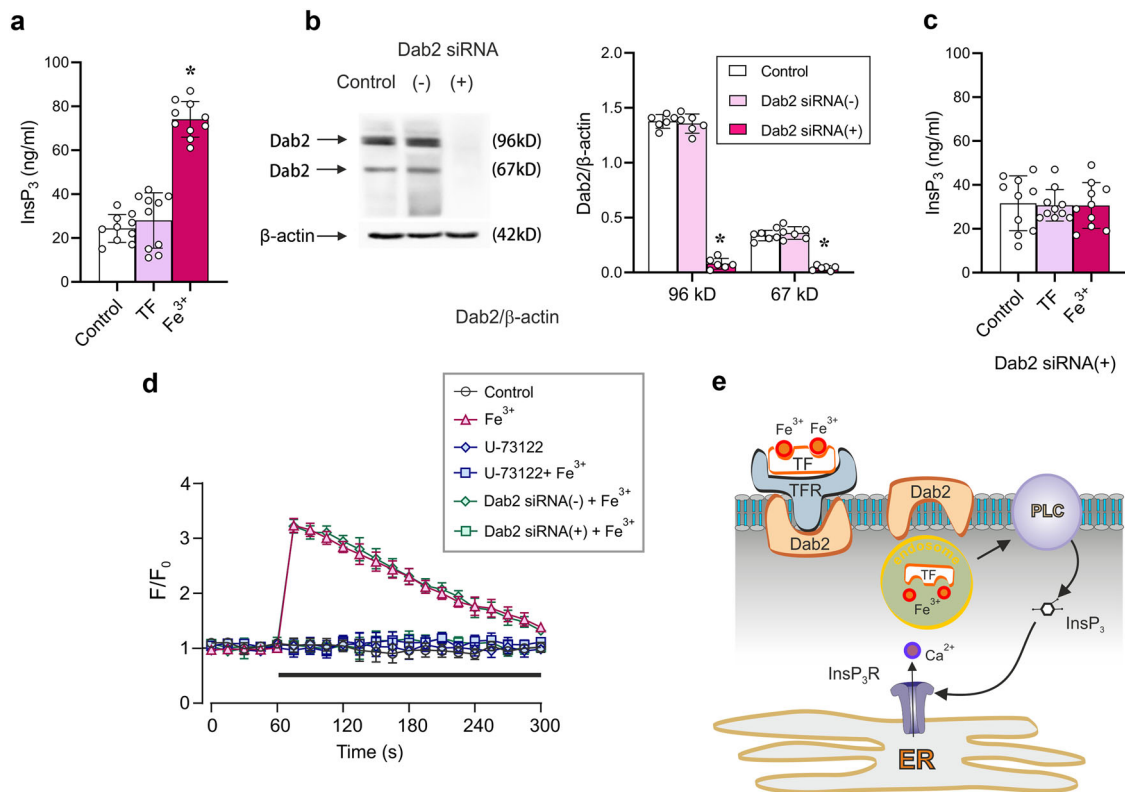 a
InsP₃ (ng/ml)
100
80
60
40
20
0
*
Control
TF
Fe³⁺
b
Dab2 siRNA
Control (-) (+)
Dab2 (96kD)
Dab2 (67kD)
β-actin (42kD)
Dab2/β-actin
Dab2/β-actin
2.0
1.5
1.0
0.5
0.0
* *
96 kD 67 kD
Control
Dab2 siRNA(-)
Dab2 siRNA(+)
c
InsP₃ (ng/ml)
100
80
60
40
20
0
Control
TF
Fe³⁺
Dab2 siRNA(+)
d
Control
Fe³⁺
U-73122
U-73122+ Fe³⁺
Dab2 siRNA(-) + Fe³⁺
Dab2 siRNA(+) + Fe³⁺
F/F₀
4
3
2
1
0
0 60 120 180 240 300
Time (s)
e
Fe³⁺ Fe³⁺
TF
TFR
Dab2
Dab2
PLC
endosome
TF
Fe³⁺
InsP₃
Ca²⁺
InsP₃R
ER